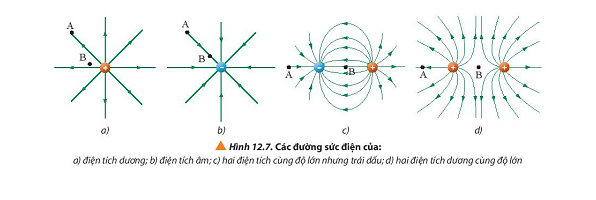 A
B
+
a)
A
B
−
b)
A
−
B
+
c)
A
+
B
+
d)
Hình 12.7. Các đường sức điện của:
a) điện tích dương; b) điện tích âm; c) hai điện tích cùng độ lớn nhưng trái dấu; d) hai điện tích dương cùng độ lớn